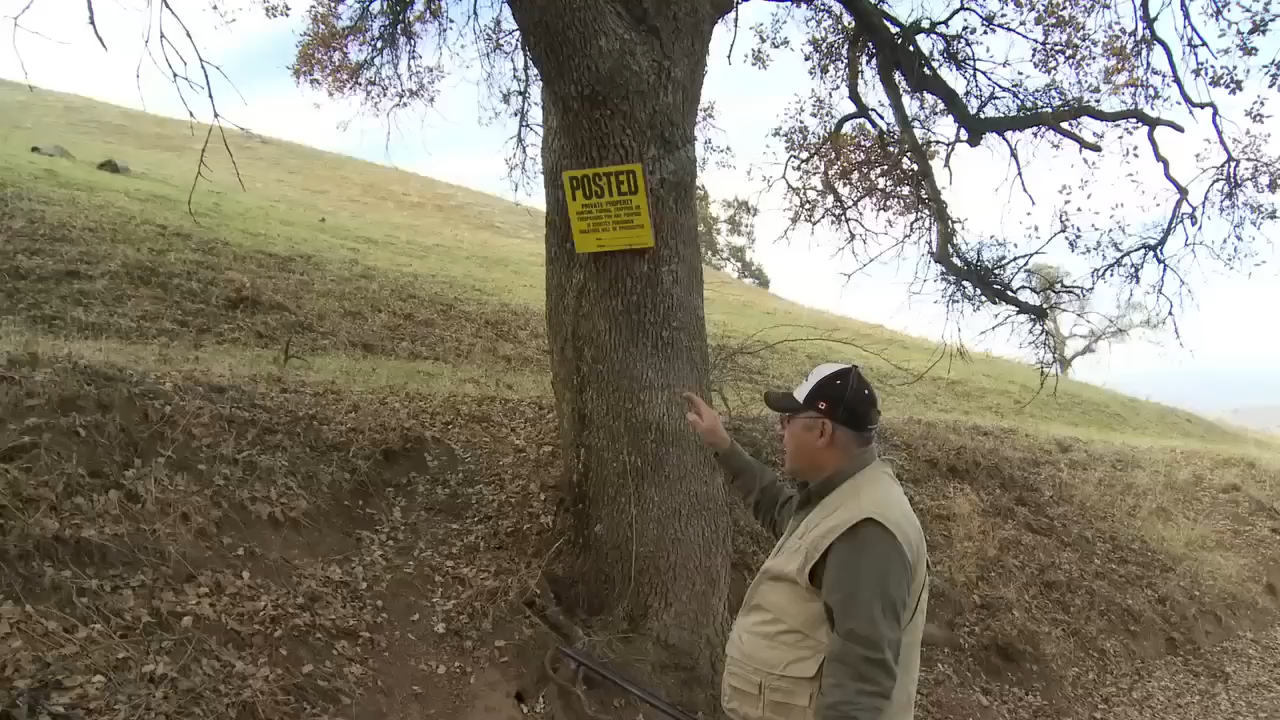 POSTED
PRIVATE PROPERTY
HUNTING, FISHING, TRAPPING OR
TRESPASSING FOR ANY PURPOSE
IS STRICTLY FORBIDDEN
VIOLATORS WILL BE PROSECUTED